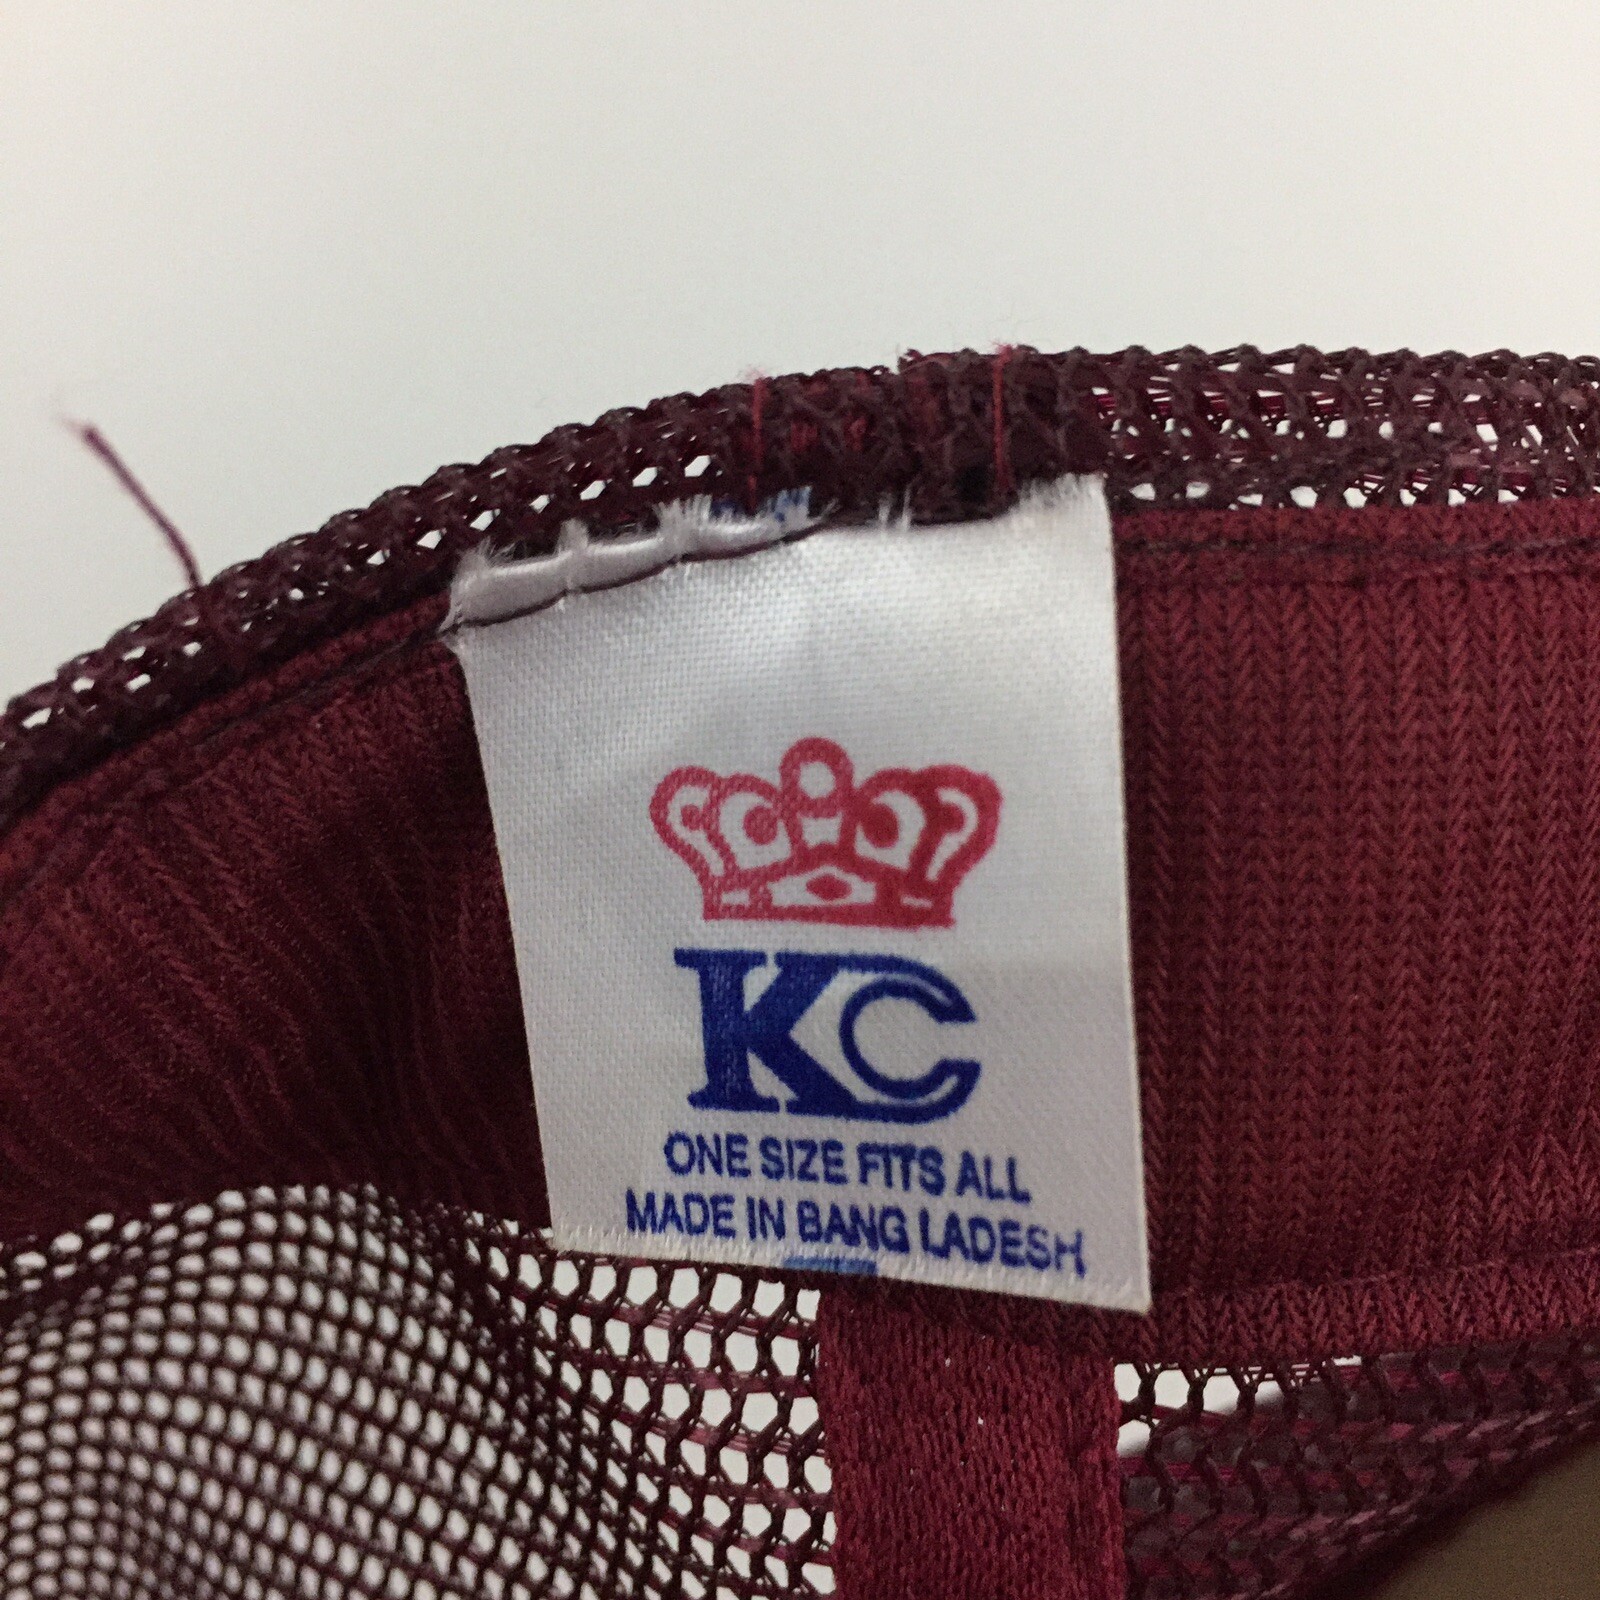 KC
ONE SIZE FITS ALL
MADE IN BANG LADESH